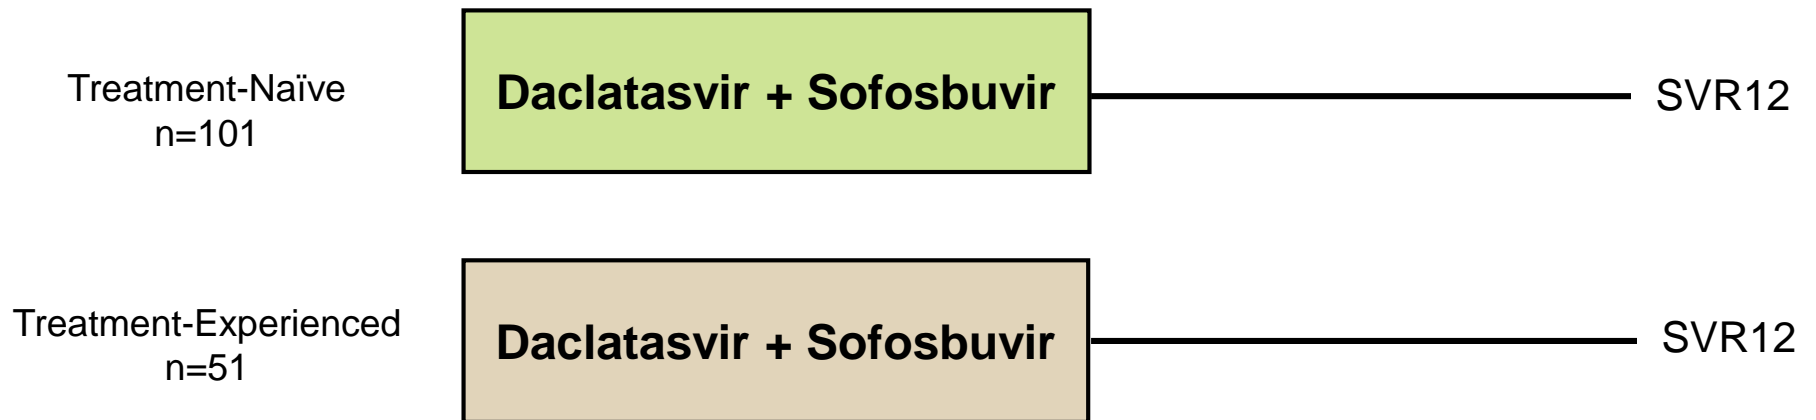 Treatment-Naïve
n=101
Daclatasvir + Sofosbuvir
SVR12
Treatment-Experienced
n=51
Daclatasvir + Sofosbuvir
SVR12